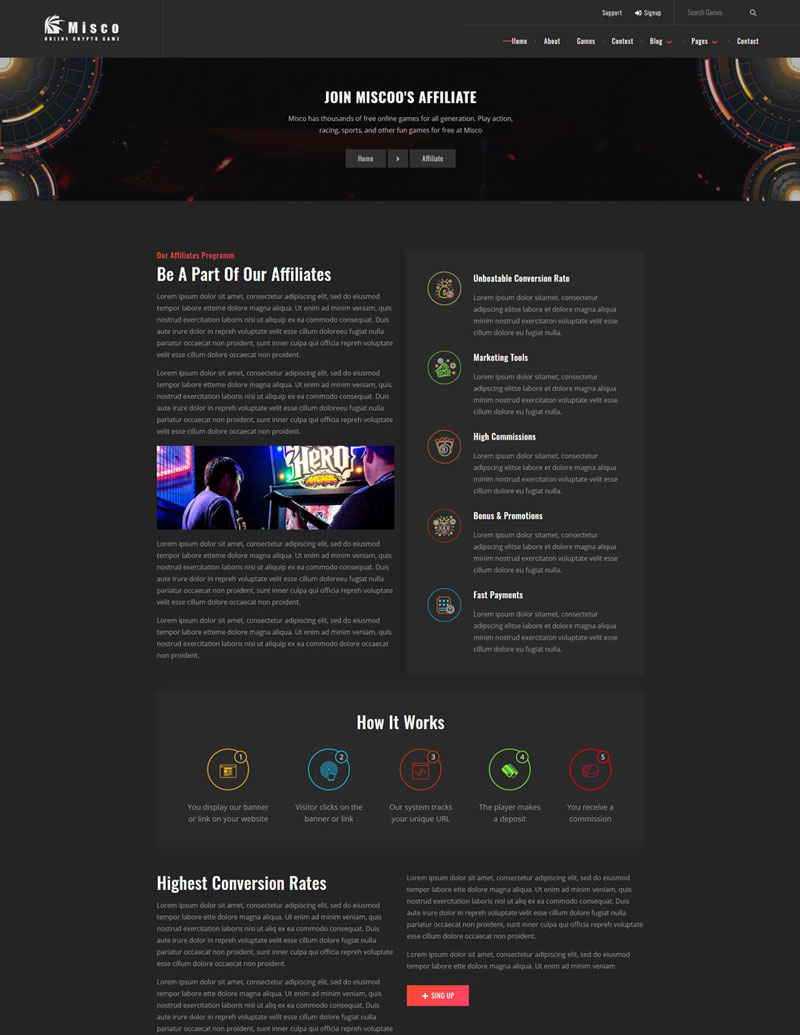 Misco
ONLINE CRYPTO GAME
Support
Signup
Search Games
Home
About
Games
Contest
Blog
Pages
Contact
JOIN MISCOO'S AFFILIATE
Misco has thousands of free online games for all generation. Play action,
racing, sports, and other fun games for free at Misco
Home
Affiliate
Our Affiliates Programm
Be A Part Of Our Affiliates
Lorem ipsum dolor sit amet, consectetur adipiscing elit, sed do eiusmod
tempor labore etteme dolore magna aliqua. Ut enim ad minim veniam, quis
nostrud exercitation laboris nisi ut aliquip ex ea commodo consequat. Duis
aute irure dolor in repreh voluptate velit esse cillum doloreeu fugiat nulla
pariatur occaecat non proident, sunt inner culpa qui officia repreh voluptate
velit esse cillum dolore occaecat non proident.
Lorem ipsum dolor sit amet, consectetur adipiscing elit, sed do eiusmod
tempor labore etteme dolore magna aliqua. Ut enim ad minim veniam, quis
nostrud exercitation laboris nisi ut aliquip ex ea commodo consequat. Duis
aute irure dolor in repreh voluptate velit esse cillum dolore fugiat nulla
pariatur occaecat non proident, sunt inner culpa qui officia repreh voluptate
velit esse cillum dolore occaecat non proident.
HERO
ARCADE
Lorem ipsum dolor sit amet, consectetur adipiscing elit, sed do eiusmod
tempor labore etteme dolore magna aliqua. Ut enim ad minim veniam, quis
nostrud exercitation laboris nisi ut aliquip ex ea commodo consequat. Duis
aute irure dolor in repreh voluptate velit esse cillum dolore fugiat nulla
pariatur occaecat non proident, sunt inner culpa qui officia repreh voluptate
velit esse cillum dolore occaecat non proident.
Lorem ipsum dolor sit amet, consectetur adipiscing elit, sed do eiusmod
tempor labore etteme dolore magna aliqua. Ut enim ad minim veniam, quis
nostrud exercitation laboris nisi ut aliquip ex ea commodo consequat. Duis
aute irure dolor in repreh voluptate velit esse cillum dolore occaecat
non proident.
Unbeatable Conversion Rate
Lorem ipsum dolor sitamet, consectetur
adipscing elitse labore et dolore magna aliqua
minim nostrud exercitaton voluptate velit esse
cillum dolore eu fugiat nulla.
Marketing Tools
Lorem ipsum dolor sitamet, consectetur
adipscing elitse labore et dolore magna aliqua
minim nostrud exercitaton voluptate velit esse
cillum dolore eu fugiat nulla.
High Commissions
Lorem ipsum dolor sitamet, consectetur
adipscing elitse labore et dolore magna aliqua
minim nostrud exercitaton voluptate velit esse
cillum dolore eu fugiat nulla.
Bonus & Promotions
Lorem ipsum dolor sitamet, consectetur
adipscing elitse labore et dolore magna aliqua
minim nostrud exercitaton voluptate velit esse
cillum dolore eu fugiat nulla.
Fast Payments
Lorem ipsum dolor sitamet, consectetur
adipscing elitse labore et dolore magna aliqua
minim nostrud exercitaton voluptate velit esse
cillum dolore eu fugiat nulla.
How It Works
1
You display our banner
or link on your website
2
Visitor clicks on the
banner or link
3
Our system tracks
your unique URL
4
The player makes
a deposit
5
You receive a
commission
Highest Conversion Rates
Lorem ipsum dolor sit amet, consectetur adipiscing elit, sed do eiusmod
tempor labore ette dolore magna aliqua. Ut enim ad minim veniam, quis
nostrud exercitation laboris nisi ut aliq ex ea commodo consequat. Duis
aute irure dolor in repreh voluptate velit esse cillum dolore fugiat nulla
pariatur occaecat non proident, sunt inner culpa qui officia repreh voluptate
esse cillum dolore occaecat non proident.
Lorem ipsum dolor sit amet, consectetur adipiscing elit, sed do eiusmod
tempor labore ette dolore magna aliqua. Ut enim ad minim veniam, quis
nostrud exercitation laboris nisi ut aliq ex ea commodo consequat. Duis
aute irure dolor in repreh voluptate velit esse cillum dolore fugiat nulla
pariatur occaecat non proident, sunt inner culpa qui officia repreh voluptate
Lorem ipsum dolor sit amet, consectetur adipiscing elit, sed do eiusmod
tempor labore ette dolore magna aliqua. Ut enim ad minim veniam, quis
nostrud exercitation laboris nisi ut aliq ex ea commodo consequat. Duis
aute irure dolor in repreh voluptate velit esse cillum dolore fugiat nulla
pariatur occaecat non proident, sunt inner culpa qui officia repreh voluptate
esse cillum dolore occaecat non proident.
Lorem ipsum dolor sit amet, consectetur adipiscing elit, sed do eiusmod
tempor labore ette dolore magna aliqua. Ut enim ad minim veniam.
SING UP